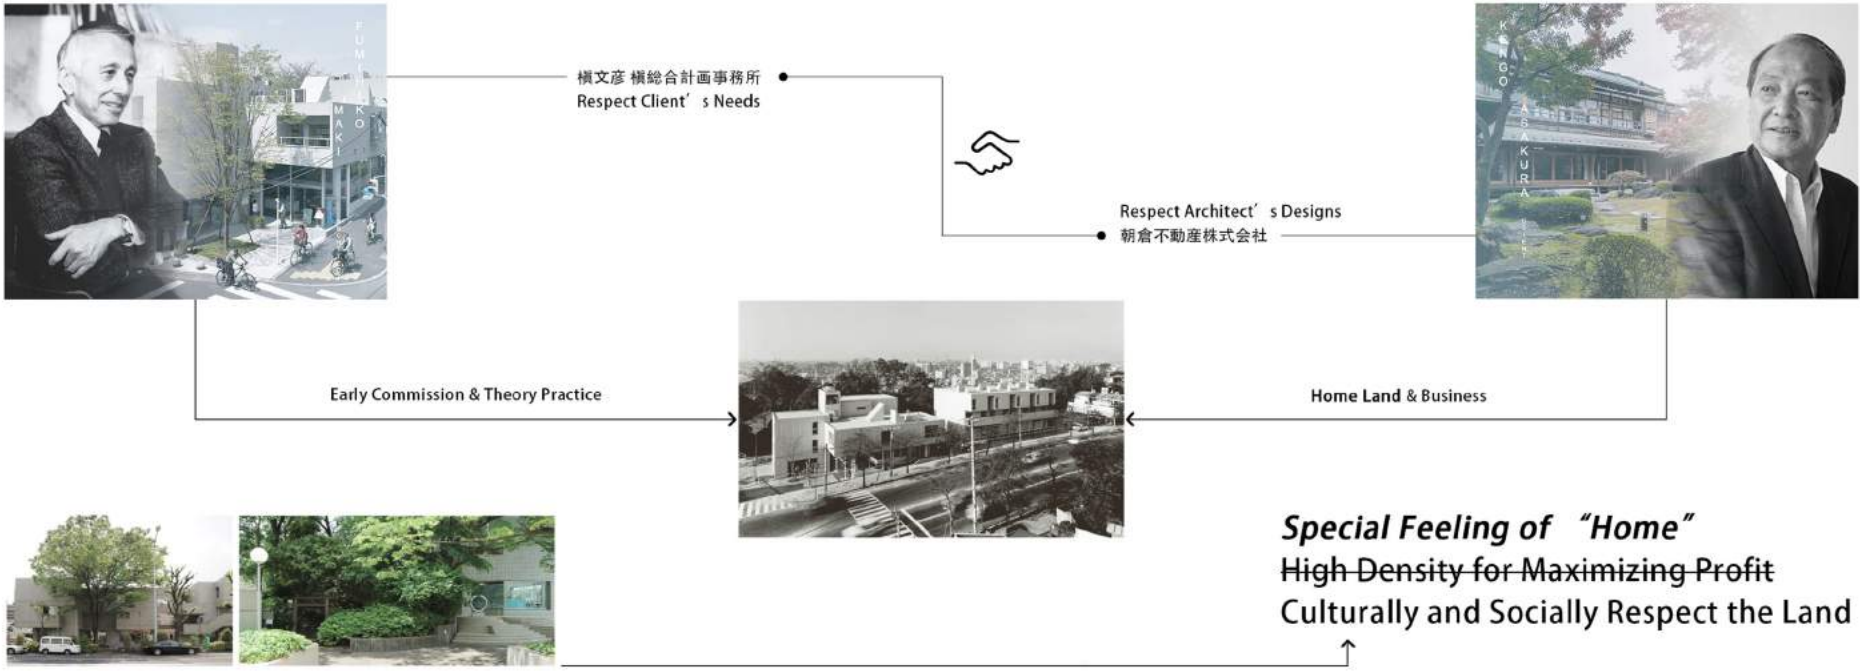 FUMIHIKO
MAKI
槇文彦 槇総合計画事務所
Respect Client’s Needs
KENGO
ASAKURA
Respect Architect’s Designs
朝倉不動産株式会社
Early Commission & Theory Practice
Home Land & Business
Special Feeling of “Home”
High Density for Maximizing Profit
Culturally and Socially Respect the Land